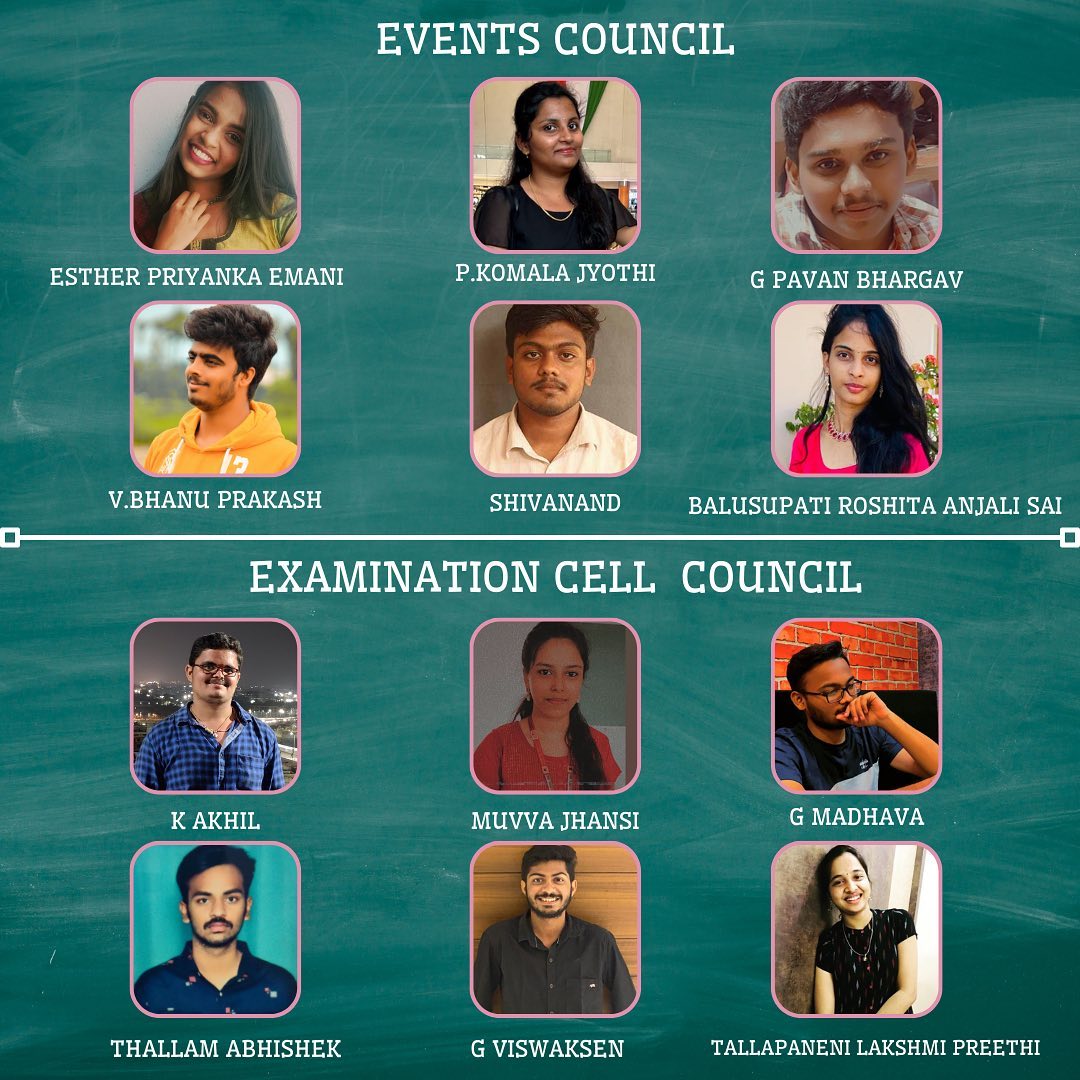 EVENTS COUNCIL
ESTHER PRIYANKA EMANI
P.KOMALA JYOTHI
G PAVAN BHARGAV
V.BHANU PRAKASH
SHIVANAND
BALUSUPATI ROSHITA ANJALI SAI
EXAMINATION CELL COUNCIL
K AKHIL
MUVVA JHANSI
G MADHAVA
THALLAM ABHISHEK
G VISWAKSEN
TALLAPANENI LAKSHMI PREETHI